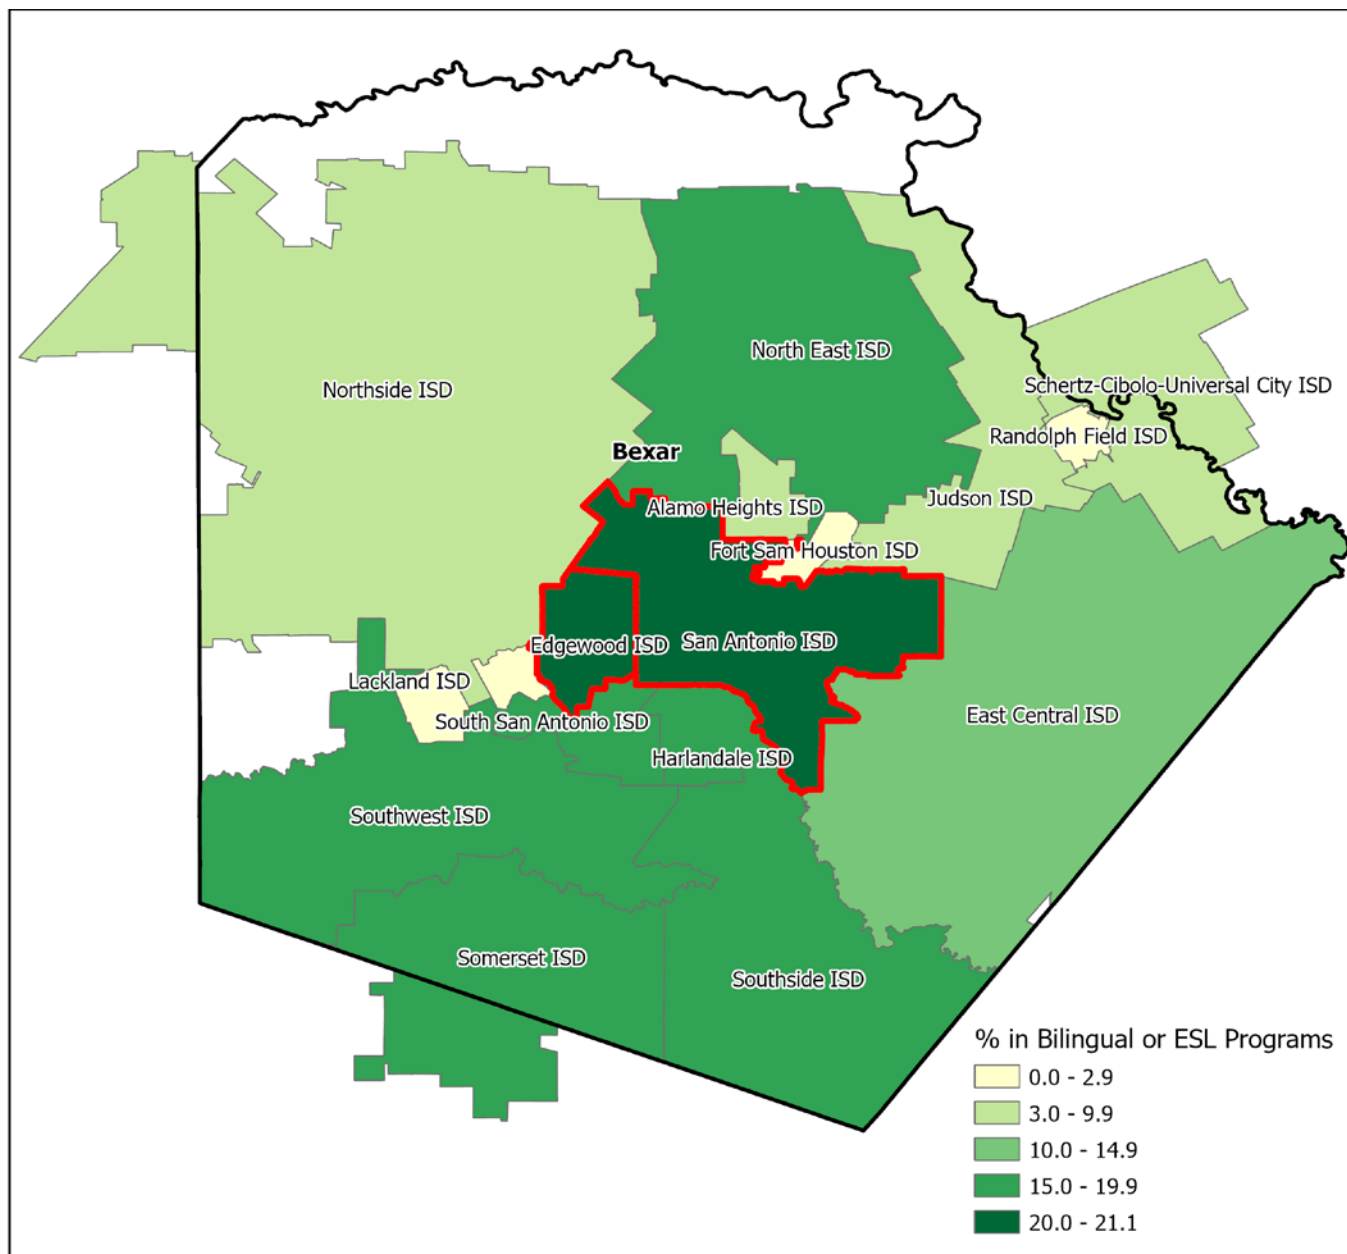 North East ISD
Schertz-Cibolo-Universal City ISD
Northside ISD
Randolph Field ISD
Bexar
Judson ISD
Alamo Heights ISD
Fort Sam Houston ISD
Edgewood ISD
San Antonio ISD
Lackland ISD
East Central ISD
South San Antonio ISD
Harlandale ISD
Southwest ISD
Somerset ISD
Southside ISD
% in Bilingual or ESL Programs
0.0 - 2.9
3.0 - 9.9
10.0 - 14.9
15.0 - 19.9
20.0 - 21.1